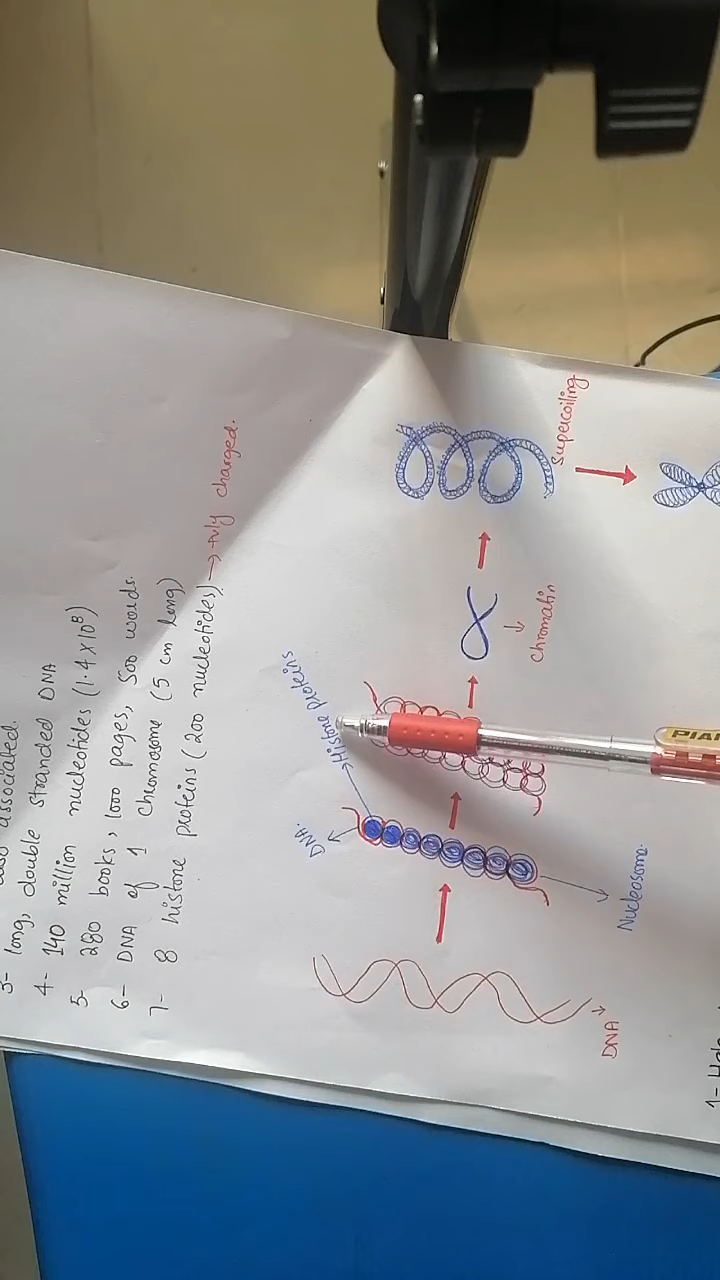 3- long, double stranded DNA
4- 140 million nucleotides (1.4 x 10⁸)
5- 280 books, 1000 pages, 500 words.
6- DNA of 1 chromosome (5 cm long)
7- 8 histone proteins (200 nucleotides) → +vly charged.
DNA.
Histone Proteins
DNA
Nucleosome.
chromatin
Supercoiling
PIAN
1-